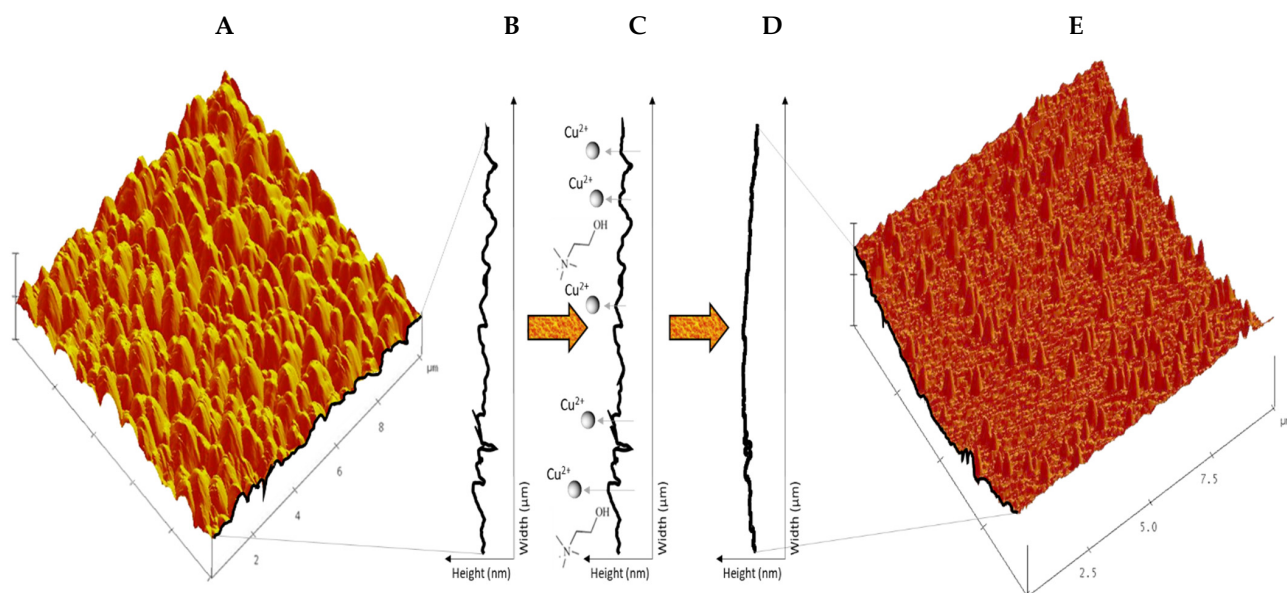 A B C D E
Cu²⁺
Cu²⁺
OH
N
Cu²⁺
Cu²⁺
Cu²⁺
OH
N
µm
8
6
4
2
Width (µm)
Height (nm)
Width (µm)
Height (nm)
Width (µm)
Height (nm)
7.5
5.0
2.5